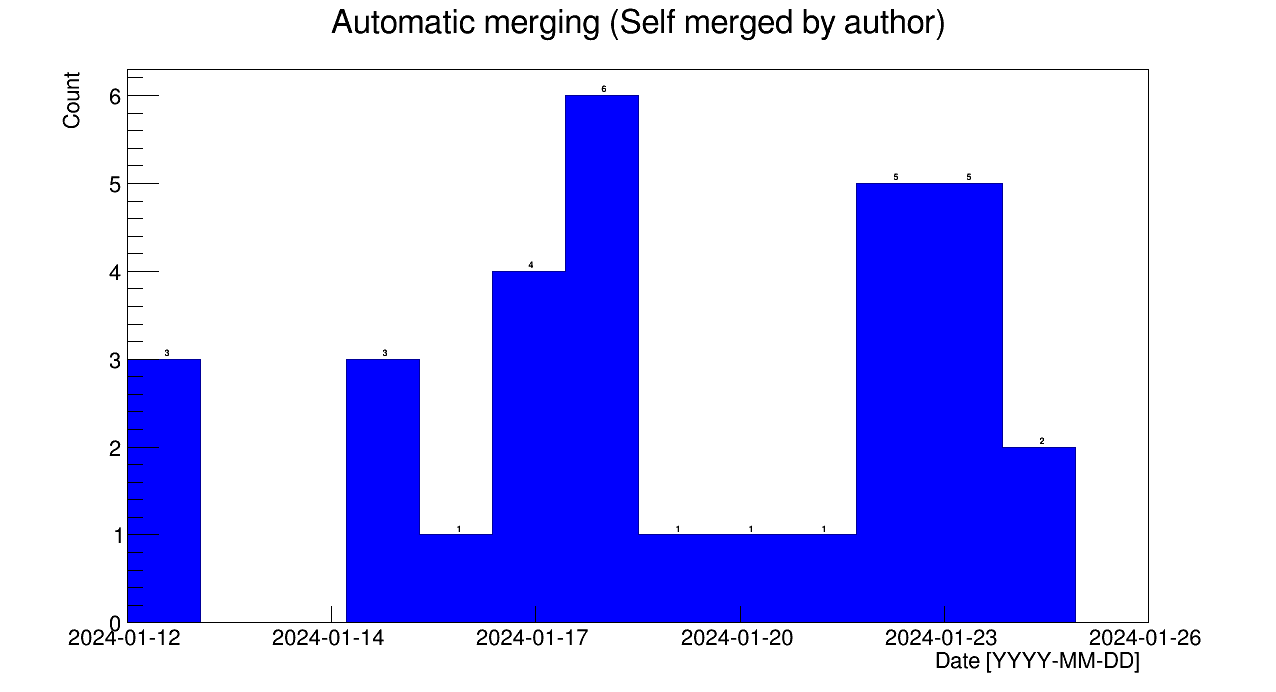 Automatic merging (Self merged by author)
Count
6
5
4
3
2
1
0
6
5 5
4
3 3
2
1 1 1 1
2024-01-12 2024-01-14 2024-01-17 2024-01-20 2024-01-23 2024-01-26
Date [YYYY-MM-DD]